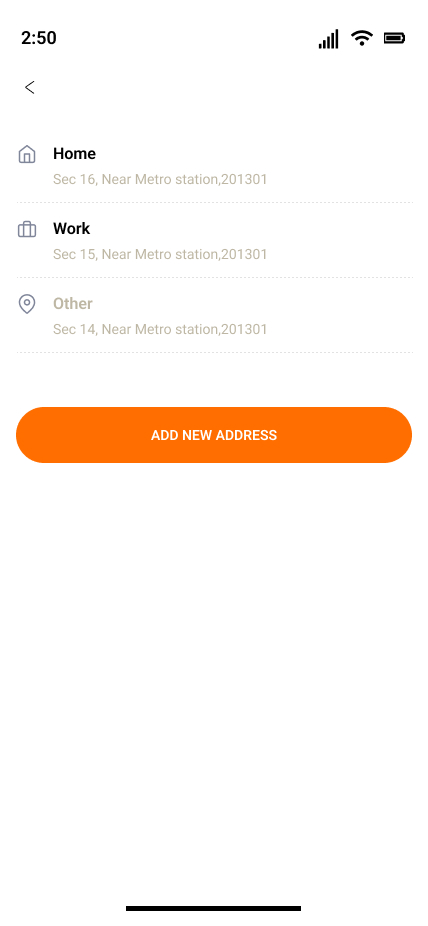 2:50
Home
Sec 16, Near Metro station,201301
Work
Sec 15, Near Metro station,201301
Other
Sec 14, Near Metro station,201301
ADD NEW ADDRESS